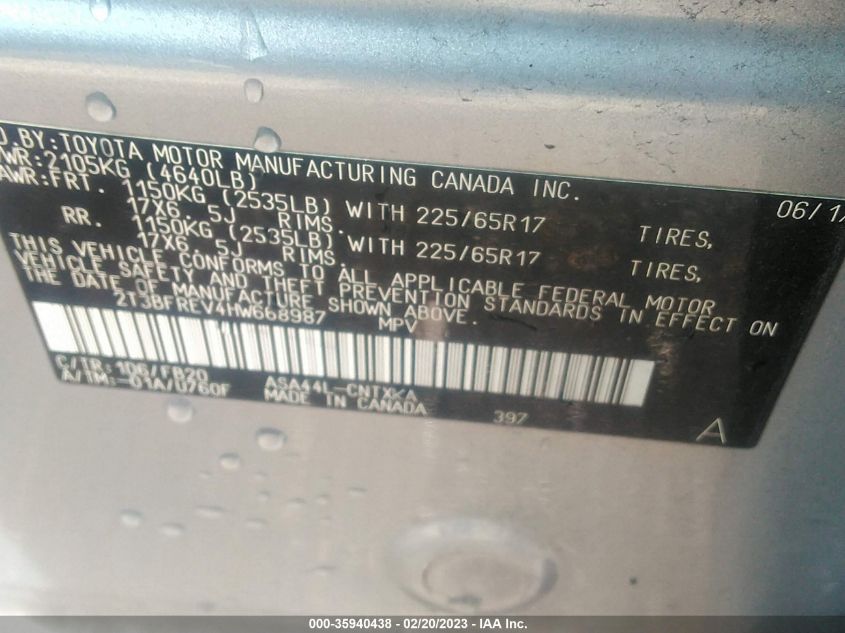 D BY: TOYOTA MOTOR MANUFACTURING CANADA INC. 06/1
WR: 2105KG (4640LB)
AWR: FRT. 1150KG (2535LB) WITH 225/65R17 TIRES,
17X6. 5J RIMS.
RR. 1150KG (2535LB) WITH 225/65R17 TIRES,
17X6. 5J RIMS.
THIS VEHICLE CONFORMS TO ALL APPLICABLE FEDERAL MOTOR
VEHICLE SAFETY AND THEFT PREVENTION STANDARDS IN EFFECT ON
THE DATE OF MANUFACTURE SHOWN ABOVE.
2T3BFREV4HW668987 MPV
C/TR: 1D6/FB20 ASA44L-CNTXKA
A/TM: -01A/U760F MADE IN CANADA 397 A
000-35940438 - 02/20/2023 - IAA Inc.